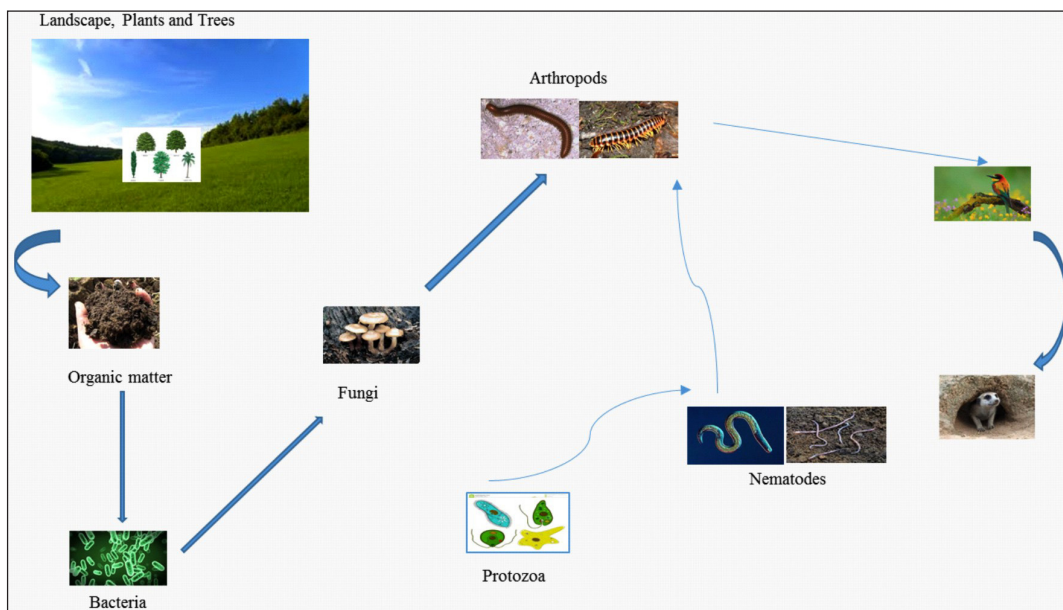 Landscape, Plants and Trees
Arthropods
Organic matter
Fungi
Nematodes
Protozoa
Bacteria